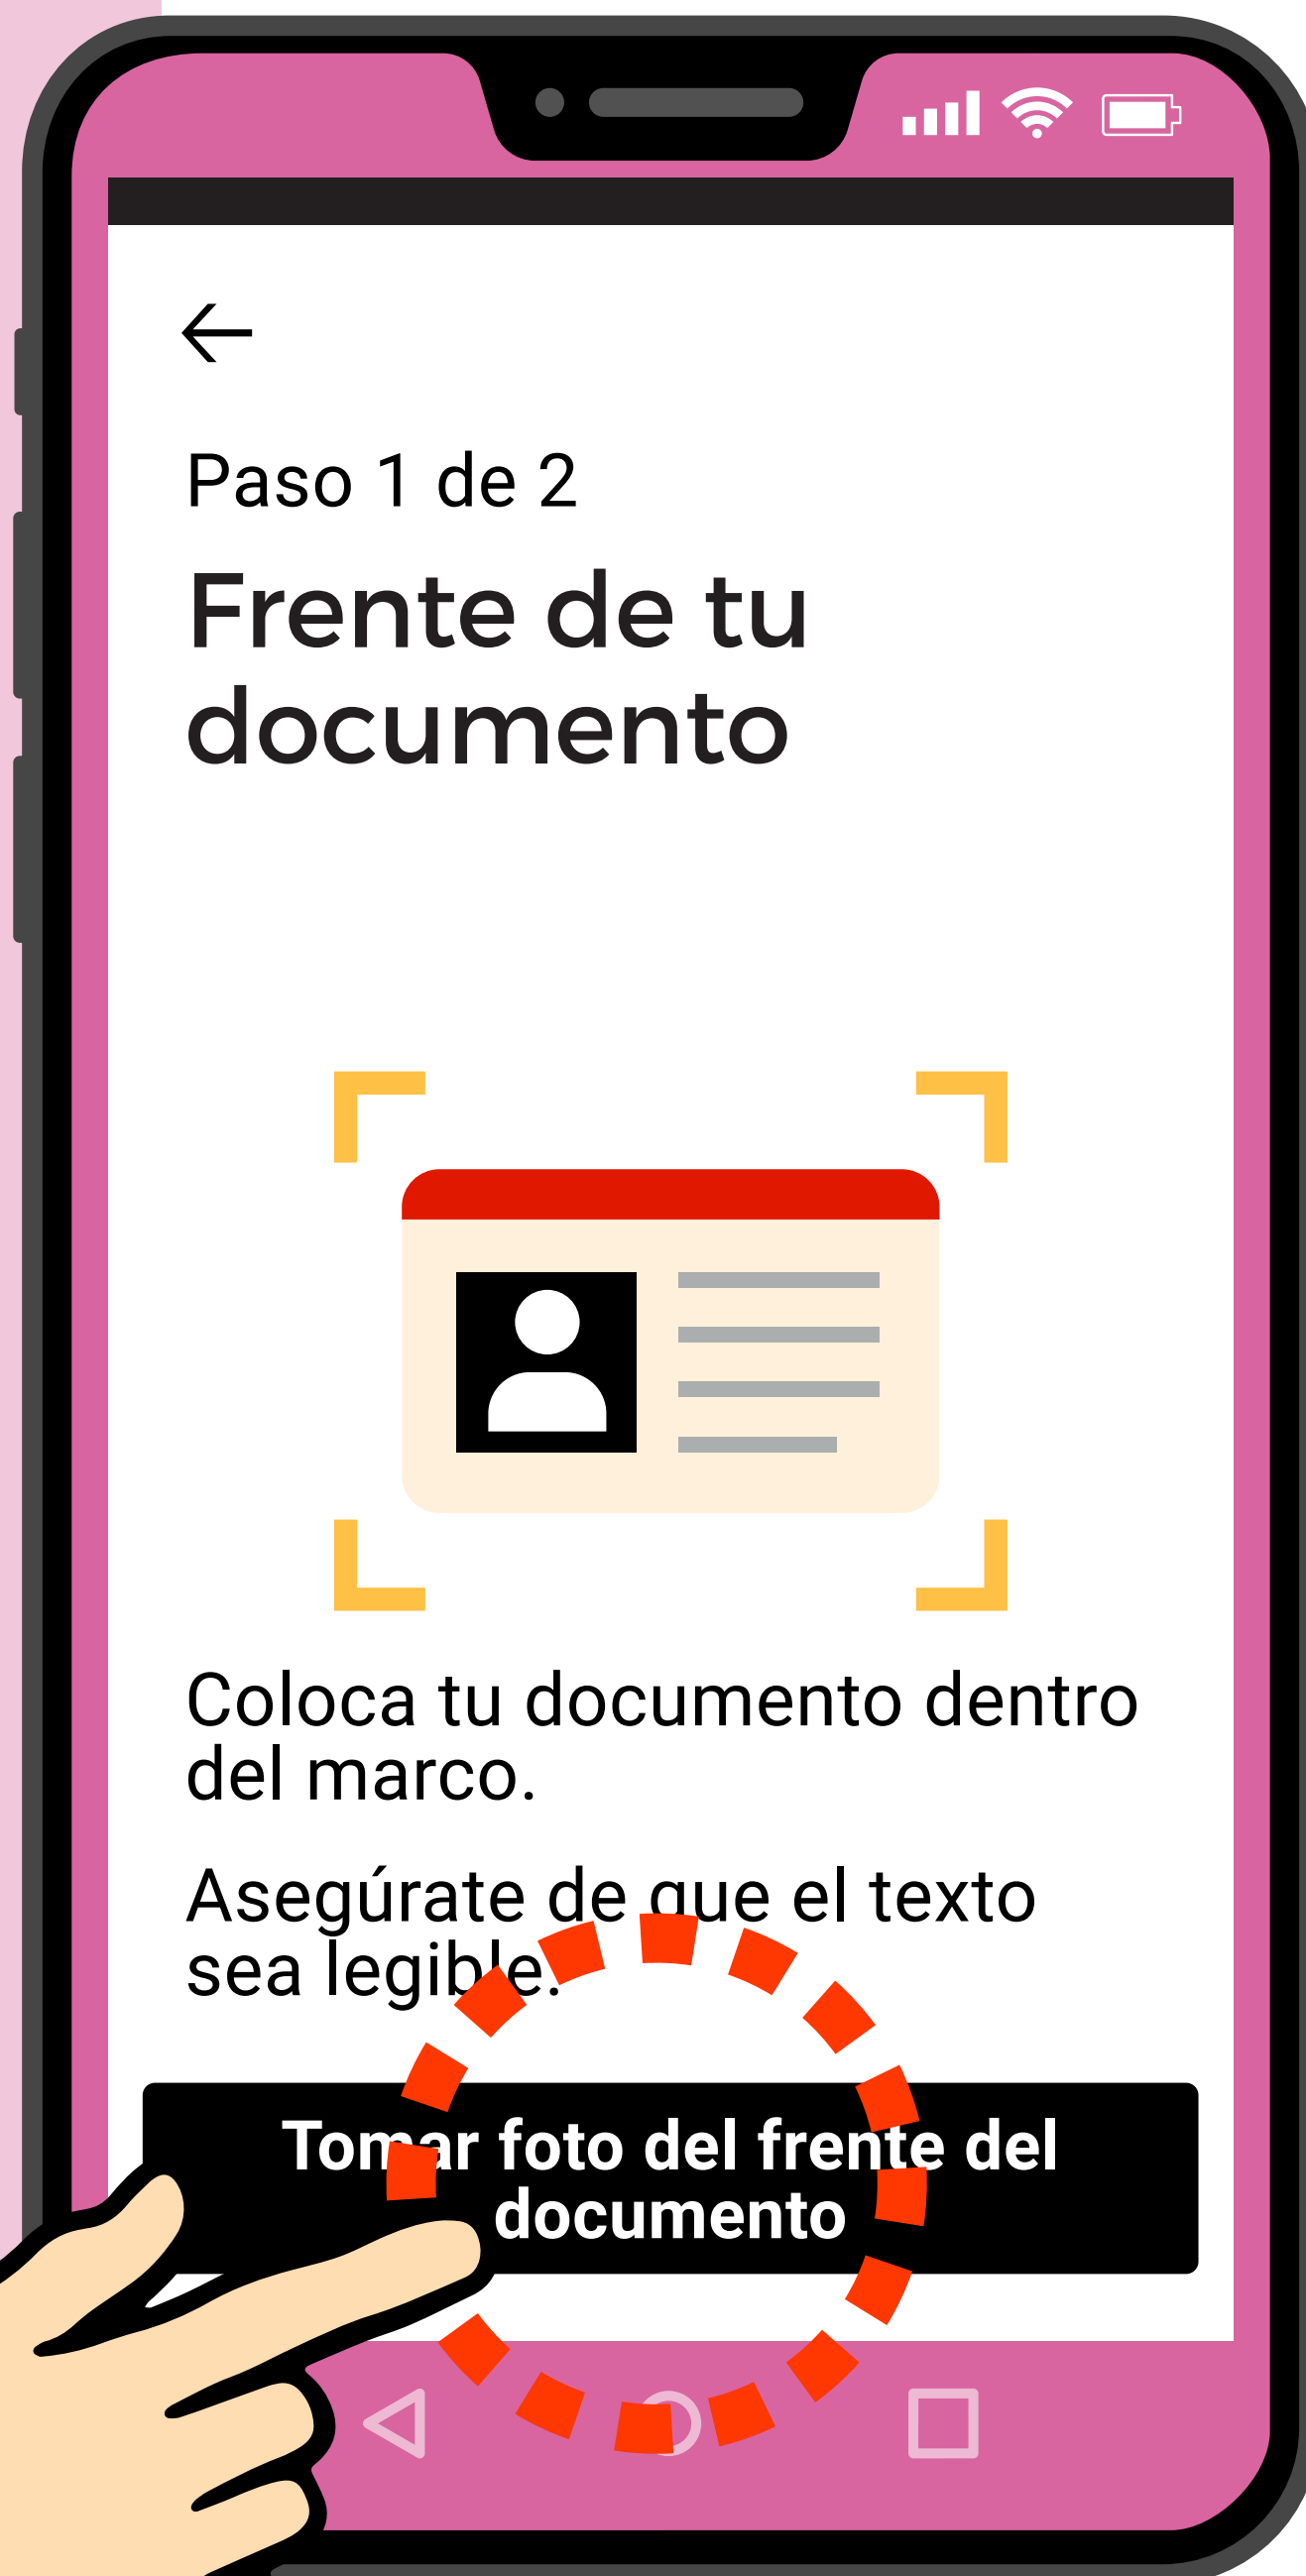 Paso 1 de 2
Frente de tu
documento
Coloca tu documento dentro
del marco.
Asegúrate de que el texto
sea legible.
Tomar foto del frente del
documento